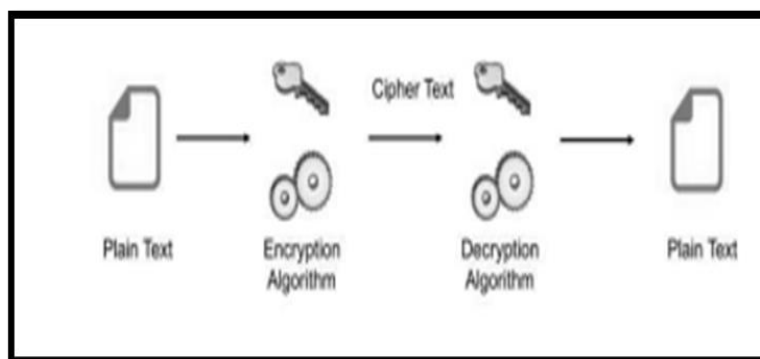 Cipher Text
Plain Text
Encryption
Algorithm
Decryption
Algorithm
Plain Text